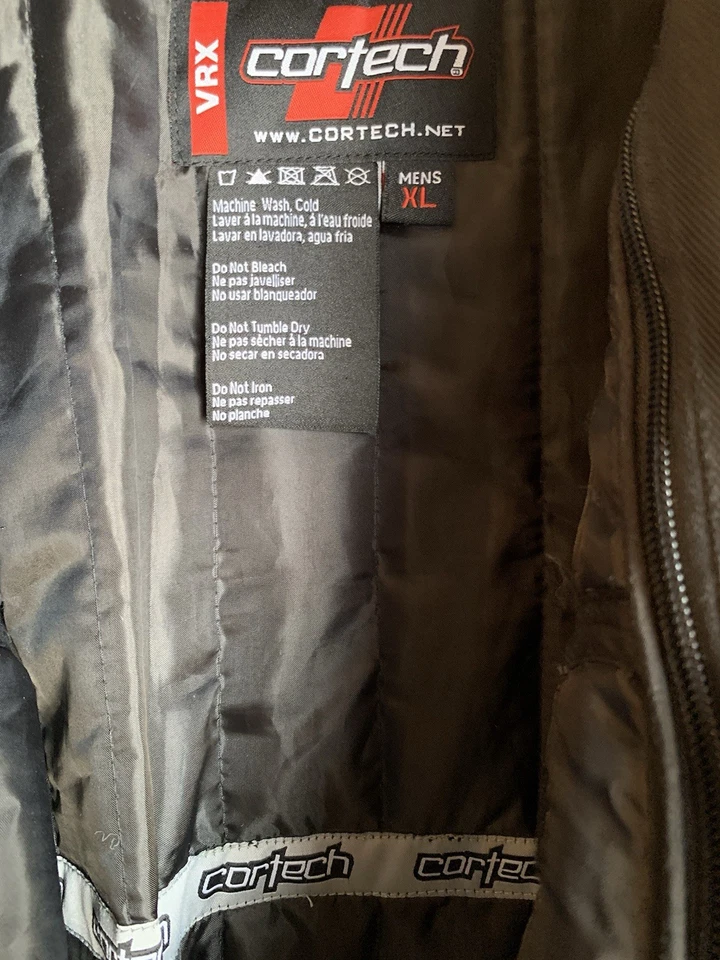 VRX
cortech
www.CORTECH.NET
MENS
XL
Machine Wash, Cold
Laver á la machine, á l'eau froide
Lavar en lavadora, agua fria
Do Not Bleach
Ne pas javelliser
No usar blanqueador
Do Not Tumble Dry
Ne pas sècher á la machine
No secar en secadora
Do Not Iron
Ne pas repasser
No planche
cortech
cortec